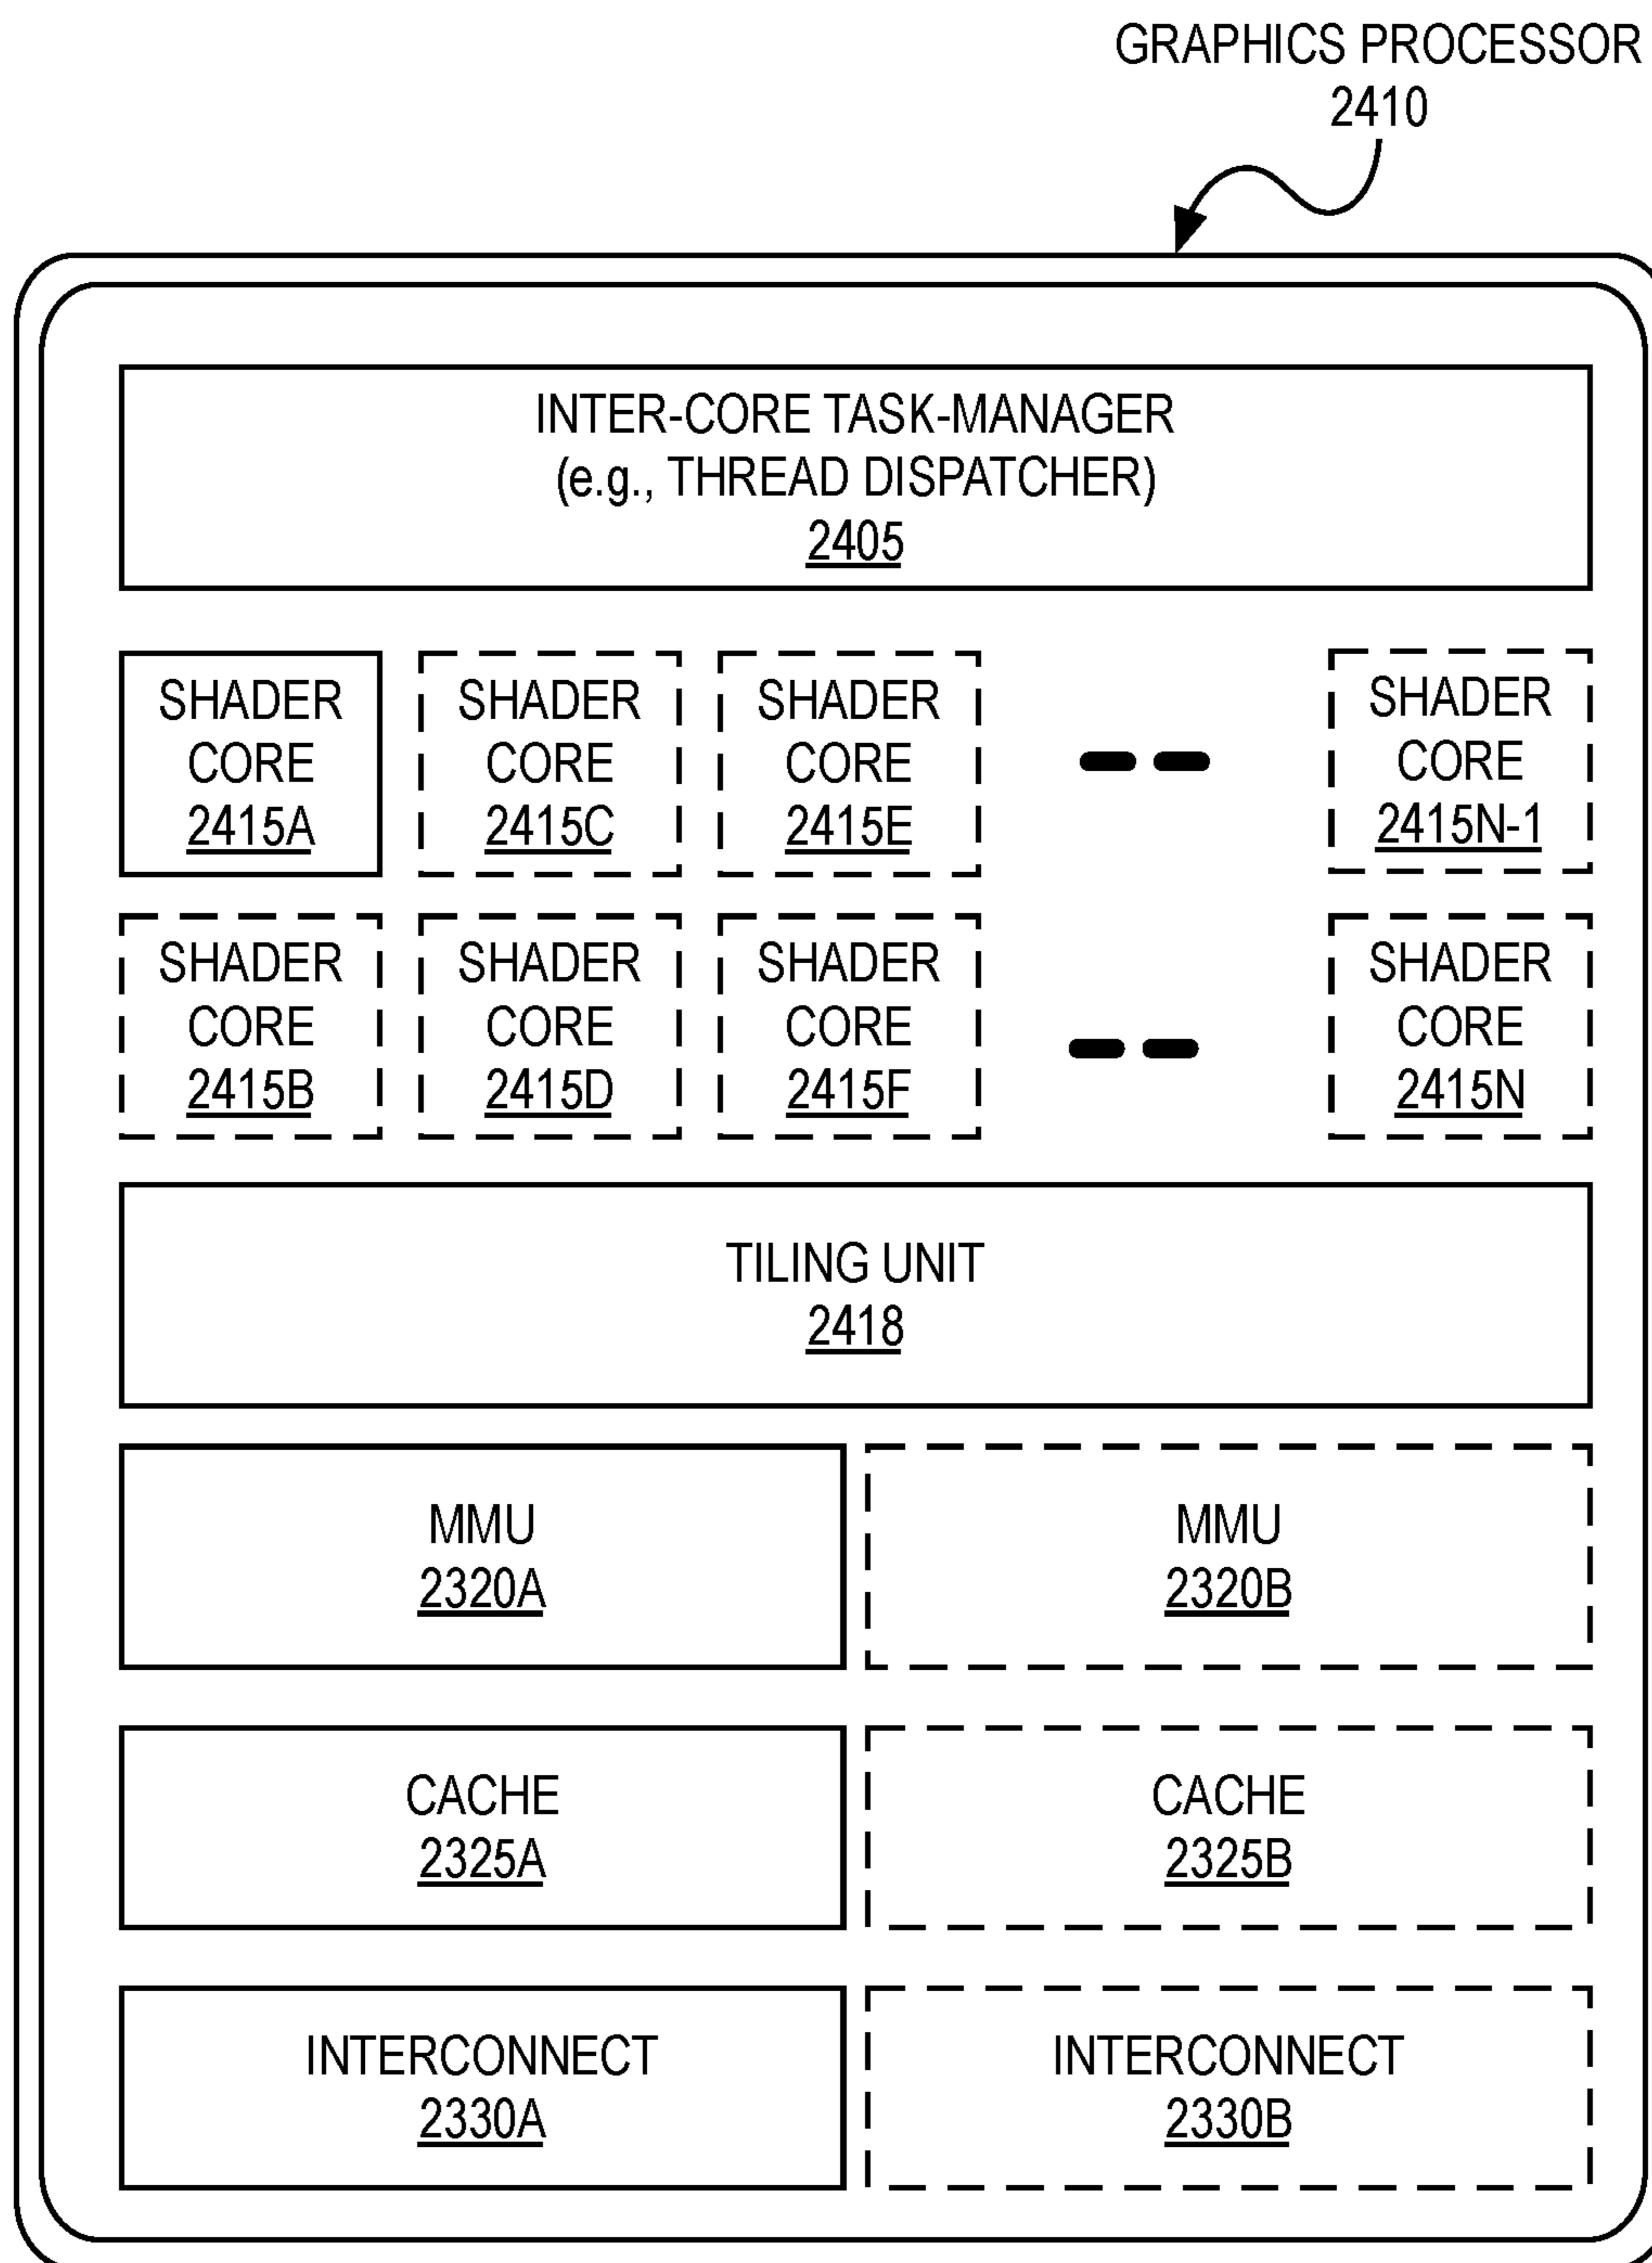 GRAPHICS PROCESSOR
2410
INTER-CORE TASK-MANAGER
(e.g., THREAD DISPATCHER)
2405
SHADER
CORE
2415A
SHADER
CORE
2415C
SHADER
CORE
2415E
SHADER
CORE
2415N-1
SHADER
CORE
2415B
SHADER
CORE
2415D
SHADER
CORE
2415F
SHADER
CORE
2415N
TILING UNIT
2418
MMU
2320A
MMU
2320B
CACHE
2325A
CACHE
2325B
INTERCONNECT
2330A
INTERCONNECT
2330B